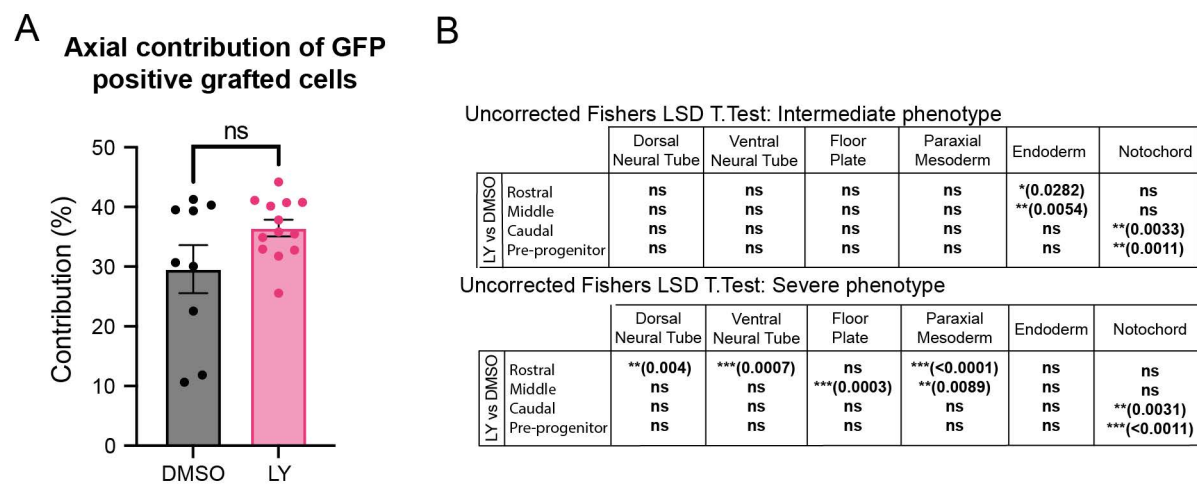 A
Axial contribution of GFP
positive grafted cells
ns
50
40
30
20
10
0
Contribution (%)
DMSO LY
B
Uncorrected Fishers LSD T.Test: Intermediate phenotype
Dorsal Neural Tube Ventral Neural Tube Floor Plate Paraxial Mesoderm Endoderm Notochord
LY vs DMSO
Rostral ns ns ns ns *(0.0282) ns
Middle ns ns ns ns **(0.0054) ns
Caudal ns ns ns ns ns **(0.0033)
Pre-progenitor ns ns ns ns ns **(0.0011)
Uncorrected Fishers LSD T.Test: Severe phenotype
Dorsal Neural Tube Ventral Neural Tube Floor Plate Paraxial Mesoderm Endoderm Notochord
LY vs DMSO
Rostral **(0.004) ***(0.0007) ns ***(<0.0001) ns ns
Middle ns ns ***(0.0003) **(0.0089) ns ns
Caudal ns ns ns ns ns **(0.0031)
Pre-progenitor ns ns ns ns ns ***(<0.0011)